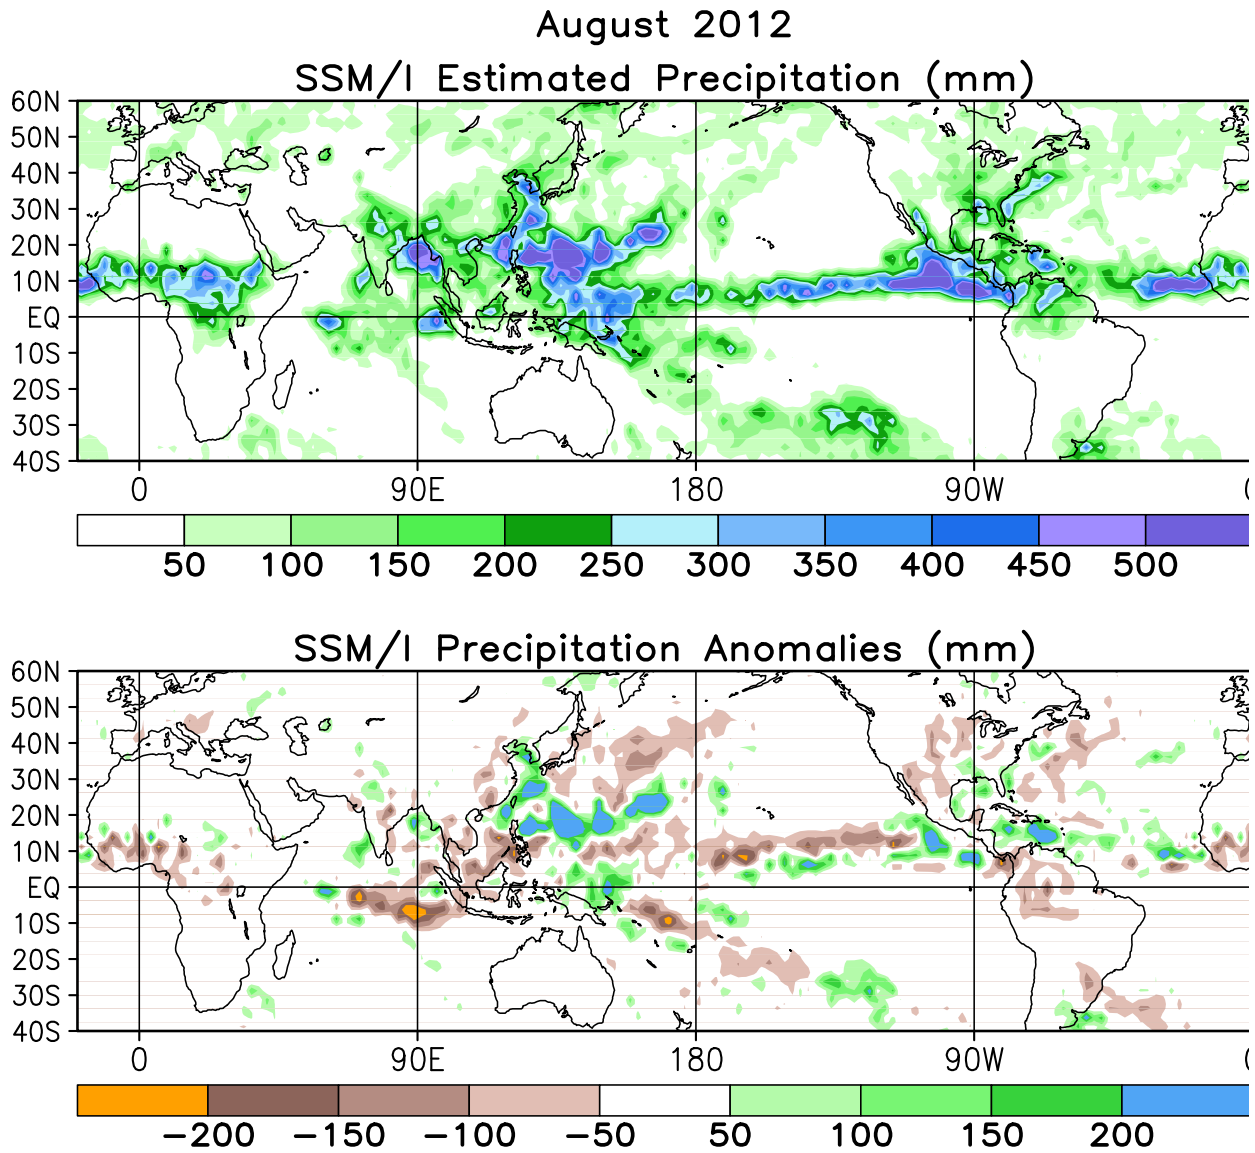 August 2012
SSM/I Estimated Precipitation (mm)
60N
50N
40N
30N
20N
10N
EQ
10S
20S
30S
40S
0 90E 180 90W 0
50 100 150 200 250 300 350 400 450 500
SSM/I Precipitation Anomalies (mm)
60N
50N
40N
30N
20N
10N
EQ
10S
20S
30S
40S
0 90E 180 90W 0
−200 −150 −100 −50 50 100 150 200